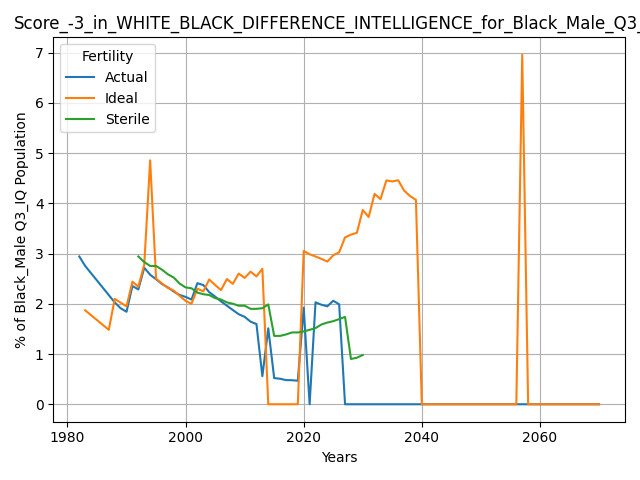 Score_-3_in_WHITE_BLACK_DIFFERENCE_INTELLIGENCE_for_Black_Male_Q3_
Fertility
Actual
Ideal
Sterile
% of Black_Male Q3_IQ Population
7
6
5
4
3
2
1
0
1980 2000 2020 2040 2060
Years